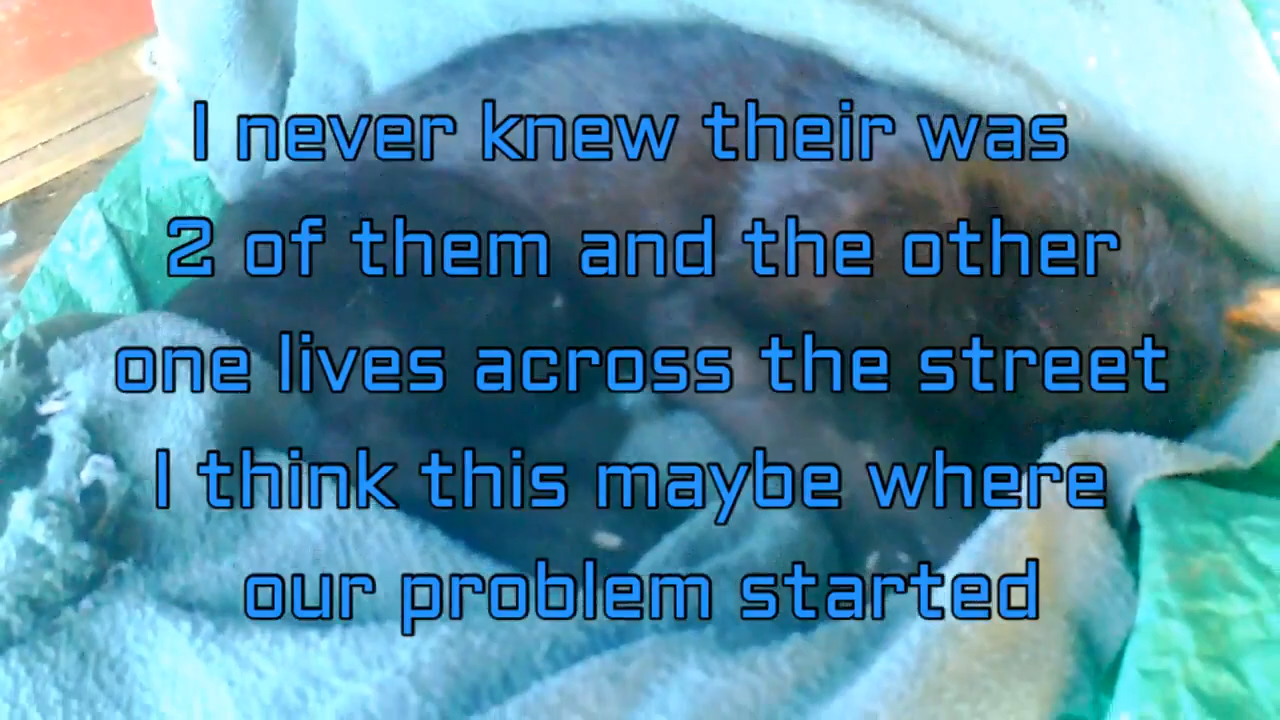 I never knew their was
2 of them and the other
one lives across the street
I think this maybe where
our problem started